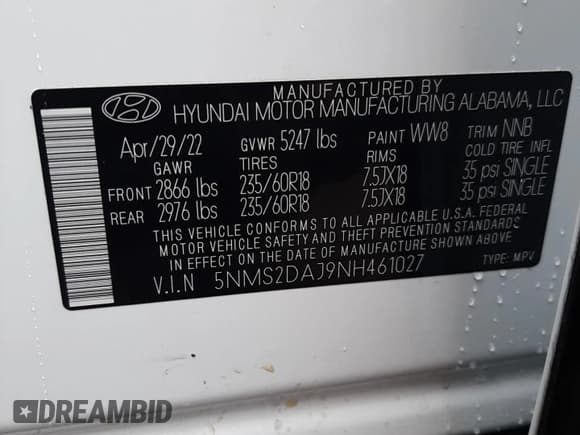 MANUFACTURED BY
HYUNDAI MOTOR MANUFACTURING ALABAMA, LLC
Apr/29/22 GVWR 5247 lbs PAINT WW8 TRIM NNB
GAWR TIRES RIMS COLD TIRE INFL
FRONT 2866 lbs 235/60R18 7.5JX18 35 psi SINGLE
REAR 2976 lbs 235/60R18 7.5JX18 35 psi SINGLE
THIS VEHICLE CONFORMS TO ALL APPLICABLE U.S.A. FEDERAL
MOTOR VEHICLE SAFETY AND THEFT PREVENTION STANDARDS
IN EFFECT ON THE DATE OF MANUFACTURE SHOWN ABOVE.
V.I.N 5NMS2DAJ9NH461027 TYPE: MPV
DREAMBID